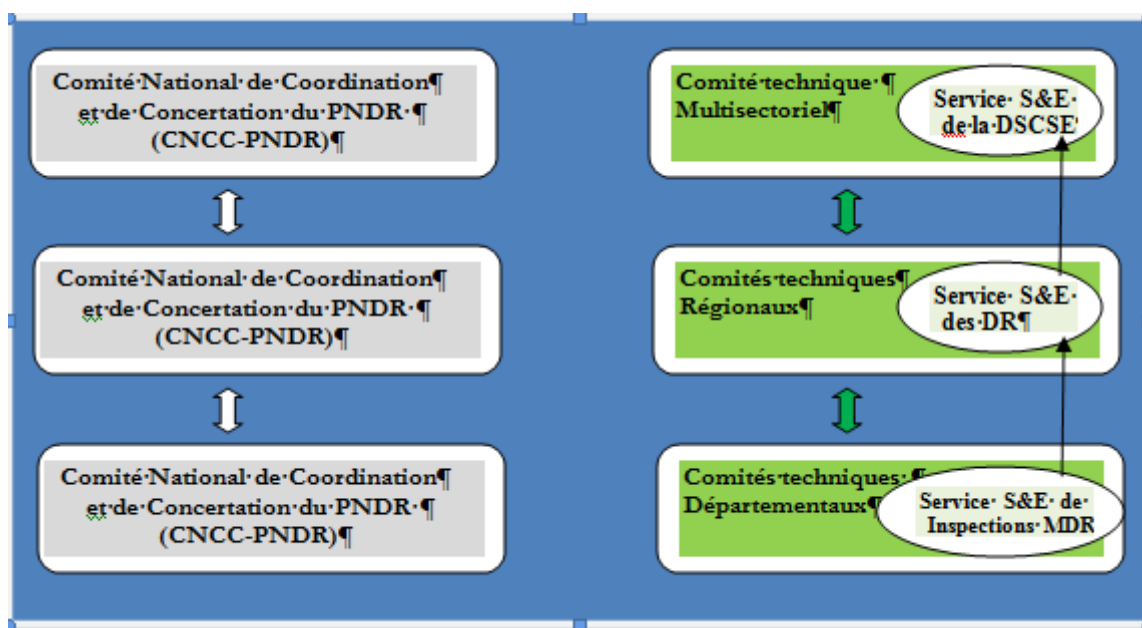 Comité·National·de·Coordination¶
et·de·Concertation·du·PNDR·¶
(CNCC-PNDR)¶
Comité·technique·¶
Multisectoriel¶
Service· S&E·
de·la·DSCSE
Comité·National·de·Coordination¶
et·de·Concertation·du·PNDR·¶
(CNCC-PNDR)¶
Comités·techniques¶
Régionaux¶
Service· S&E·
des·DR¶
Comité·National·de·Coordination¶
et·de·Concertation·du·PNDR·¶
(CNCC-PNDR)¶
Comités·techniques·¶
Départementaux¶
Service· S&E·de·
Inspections·MDR